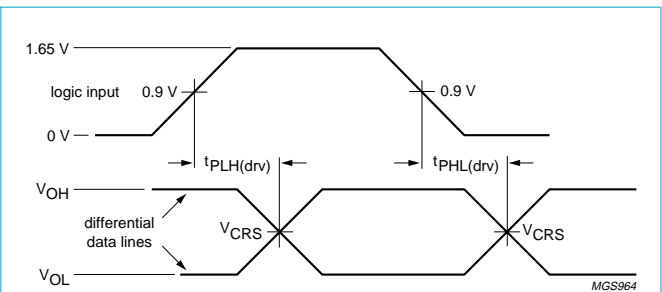 1.65 V
logic input
0.9 V
0.9 V
0 V
tPLH(drv)
tPHL(drv)
VOH
differential
data lines
VCRS
VCRS
VOL
MGS964